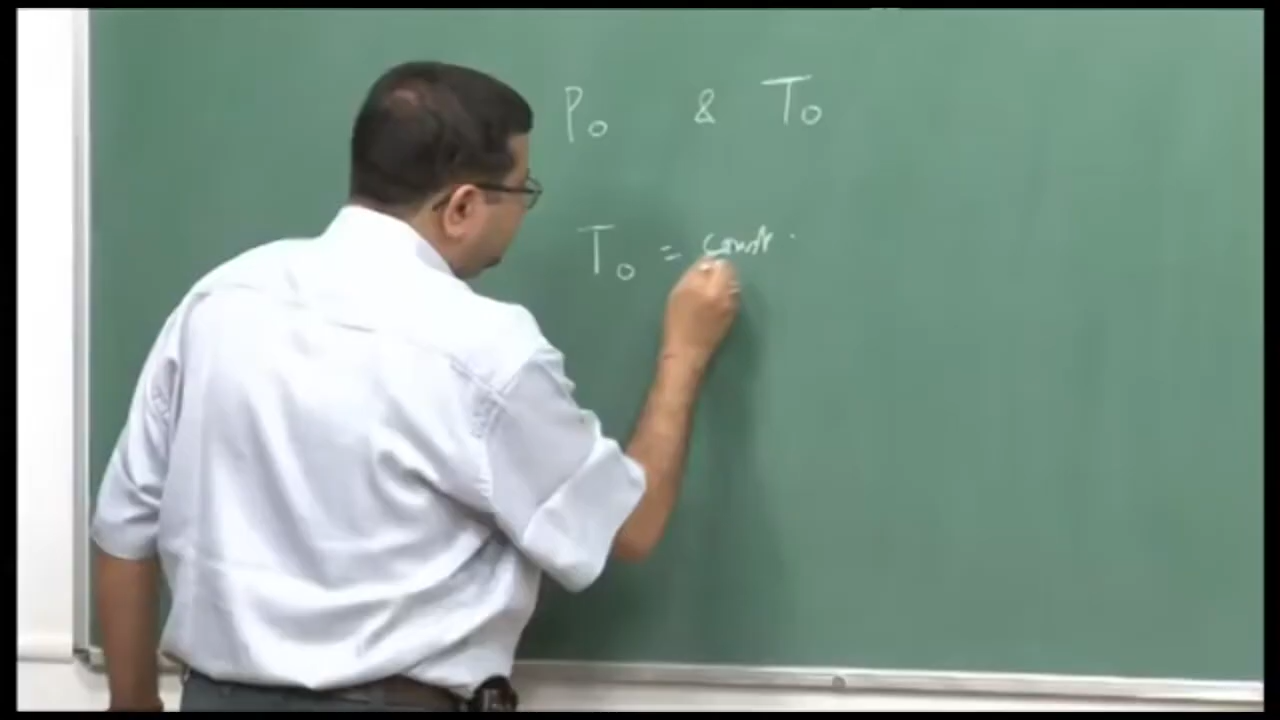 P₀ & T₀
T₀ = const.